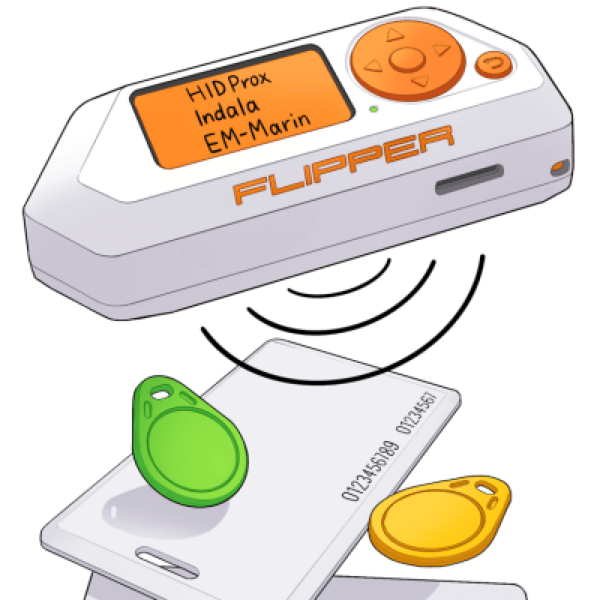 HID Prox
Indala
EM-Marin
FLIPPER
0123456789 01234567